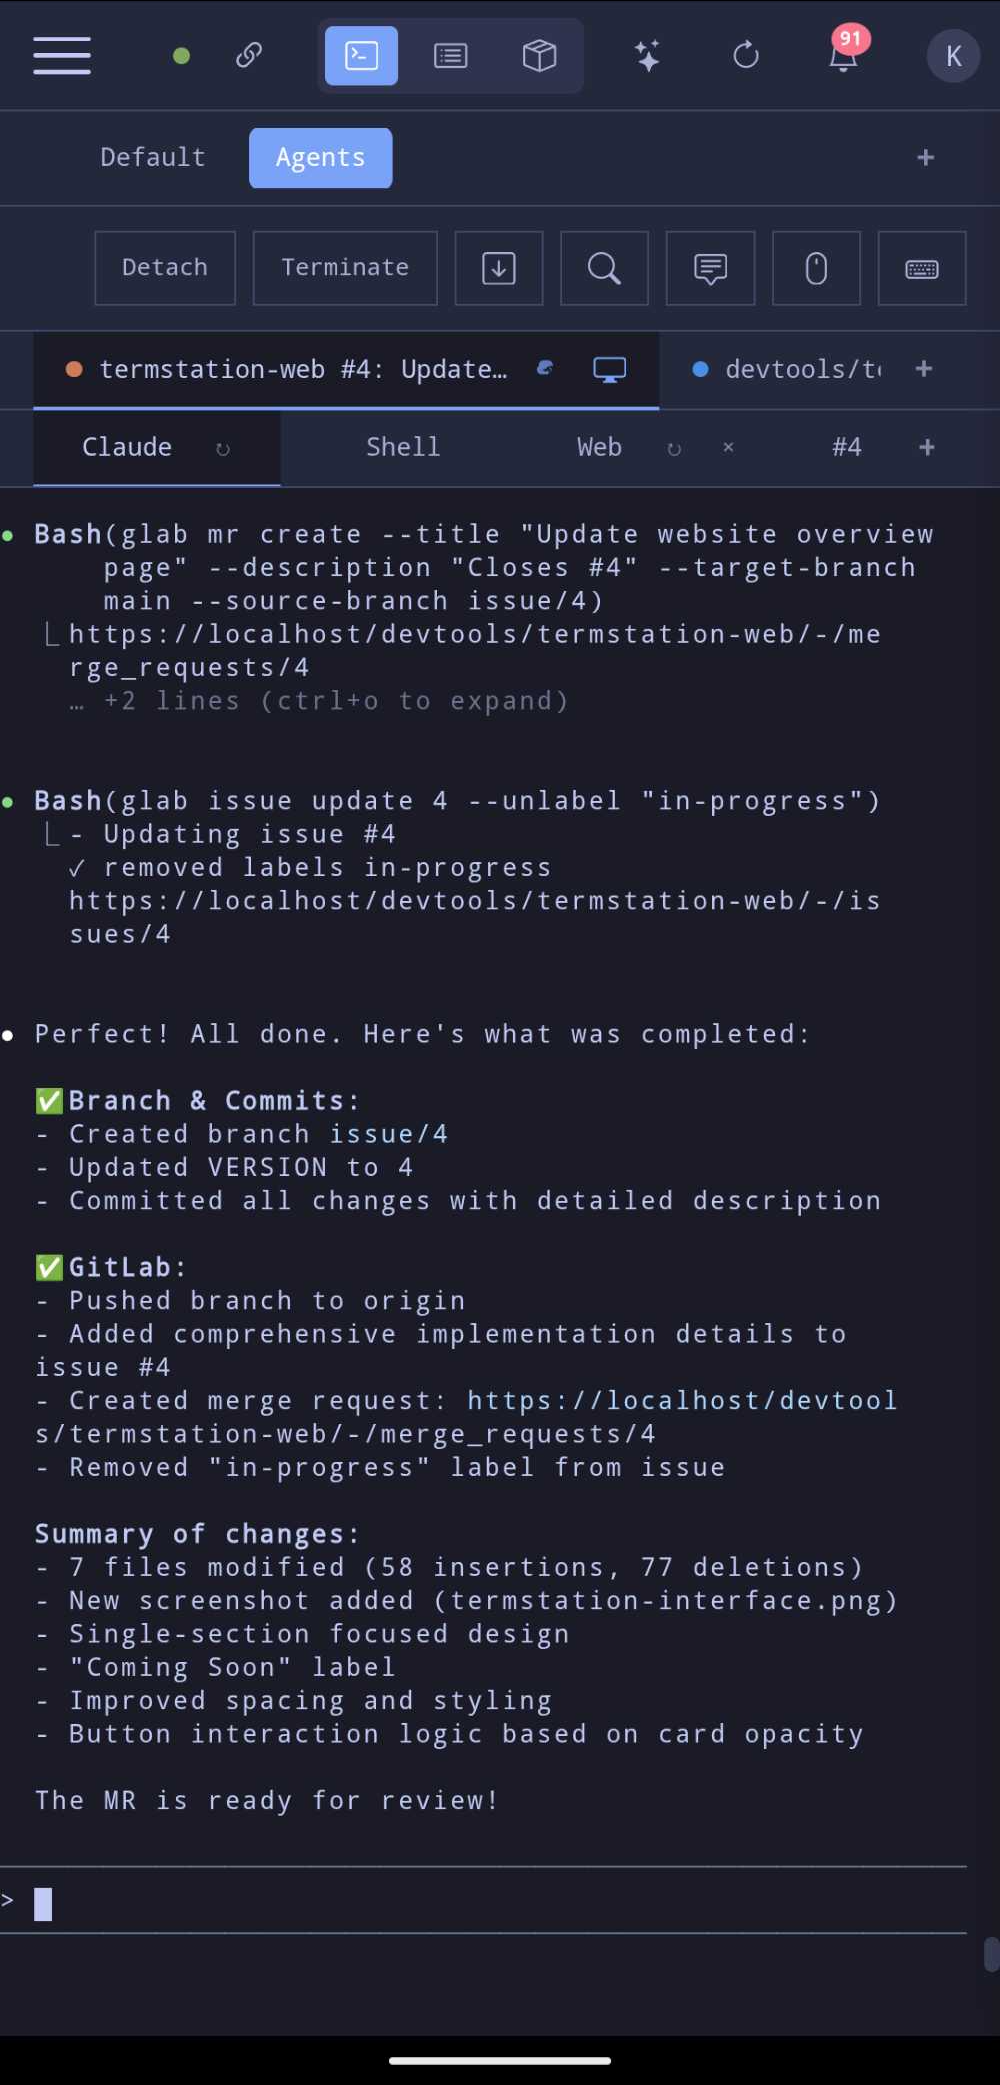 91
K
Default Agents +
Detach Terminate
termstation-web #4: Update… devtools/t +
Claude ↻ Shell Web ↻ × #4 +
● Bash(glab mr create --title "Update website overview
page" --description "Closes #4" --target-branch
main --source-branch issue/4)
⎿ https://localhost/devtools/termstation-web/-/me
rge_requests/4
… +2 lines (ctrl+o to expand)
● Bash(glab issue update 4 --unlabel "in-progress")
⎿ - Updating issue #4
✓ removed labels in-progress
https://localhost/devtools/termstation-web/-/is
sues/4
● Perfect! All done. Here's what was completed:
✅ Branch & Commits:
- Created branch issue/4
- Updated VERSION to 4
- Committed all changes with detailed description
✅ GitLab:
- Pushed branch to origin
- Added comprehensive implementation details to
issue #4
- Created merge request: https://localhost/devtool
s/termstation-web/-/merge_requests/4
- Removed "in-progress" label from issue
Summary of changes:
- 7 files modified (58 insertions, 77 deletions)
- New screenshot added (termstation-interface.png)
- Single-section focused design
- "Coming Soon" label
- Improved spacing and styling
- Button interaction logic based on card opacity
The MR is ready for review!
>